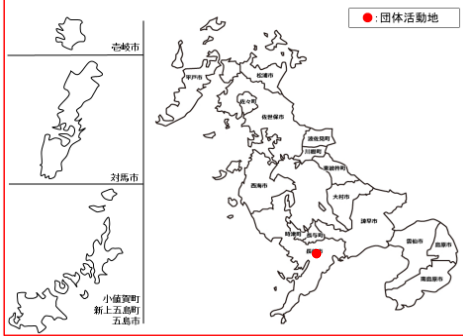 ●:団体活動地
壱岐市
対馬市
小値賀町
新上五島町
五島市
平戸市
松浦市
佐々町
佐世保市
波佐見町
川棚町
東彼杵町
西海市
大村市
諫早市
時津町
長与町
雲仙市
島原市
南島原市